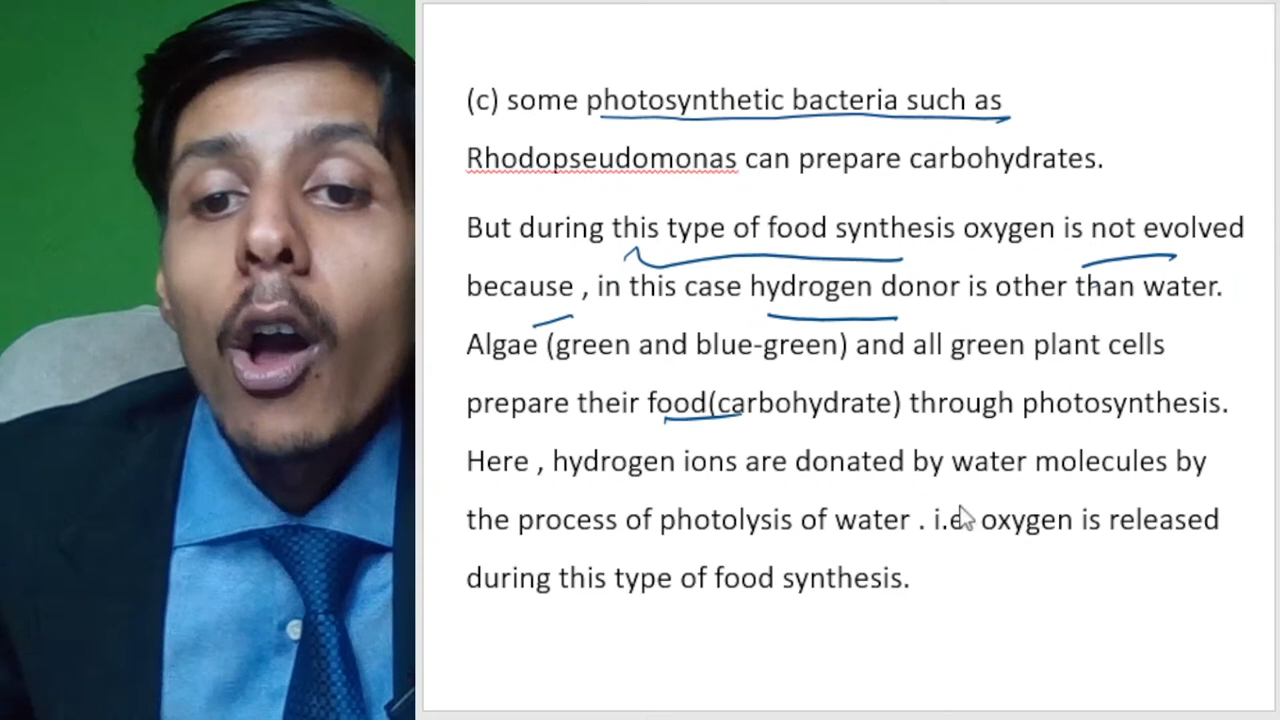 (c) some photosynthetic bacteria such as
Rhodopseudomonas can prepare carbohydrates.
But during this type of food synthesis oxygen is not evolved
because , in this case hydrogen donor is other than water.
Algae (green and blue-green) and all green plant cells
prepare their food(carbohydrate) through photosynthesis.
Here , hydrogen ions are donated by water molecules by
the process of photolysis of water . i.e oxygen is released
during this type of food synthesis.